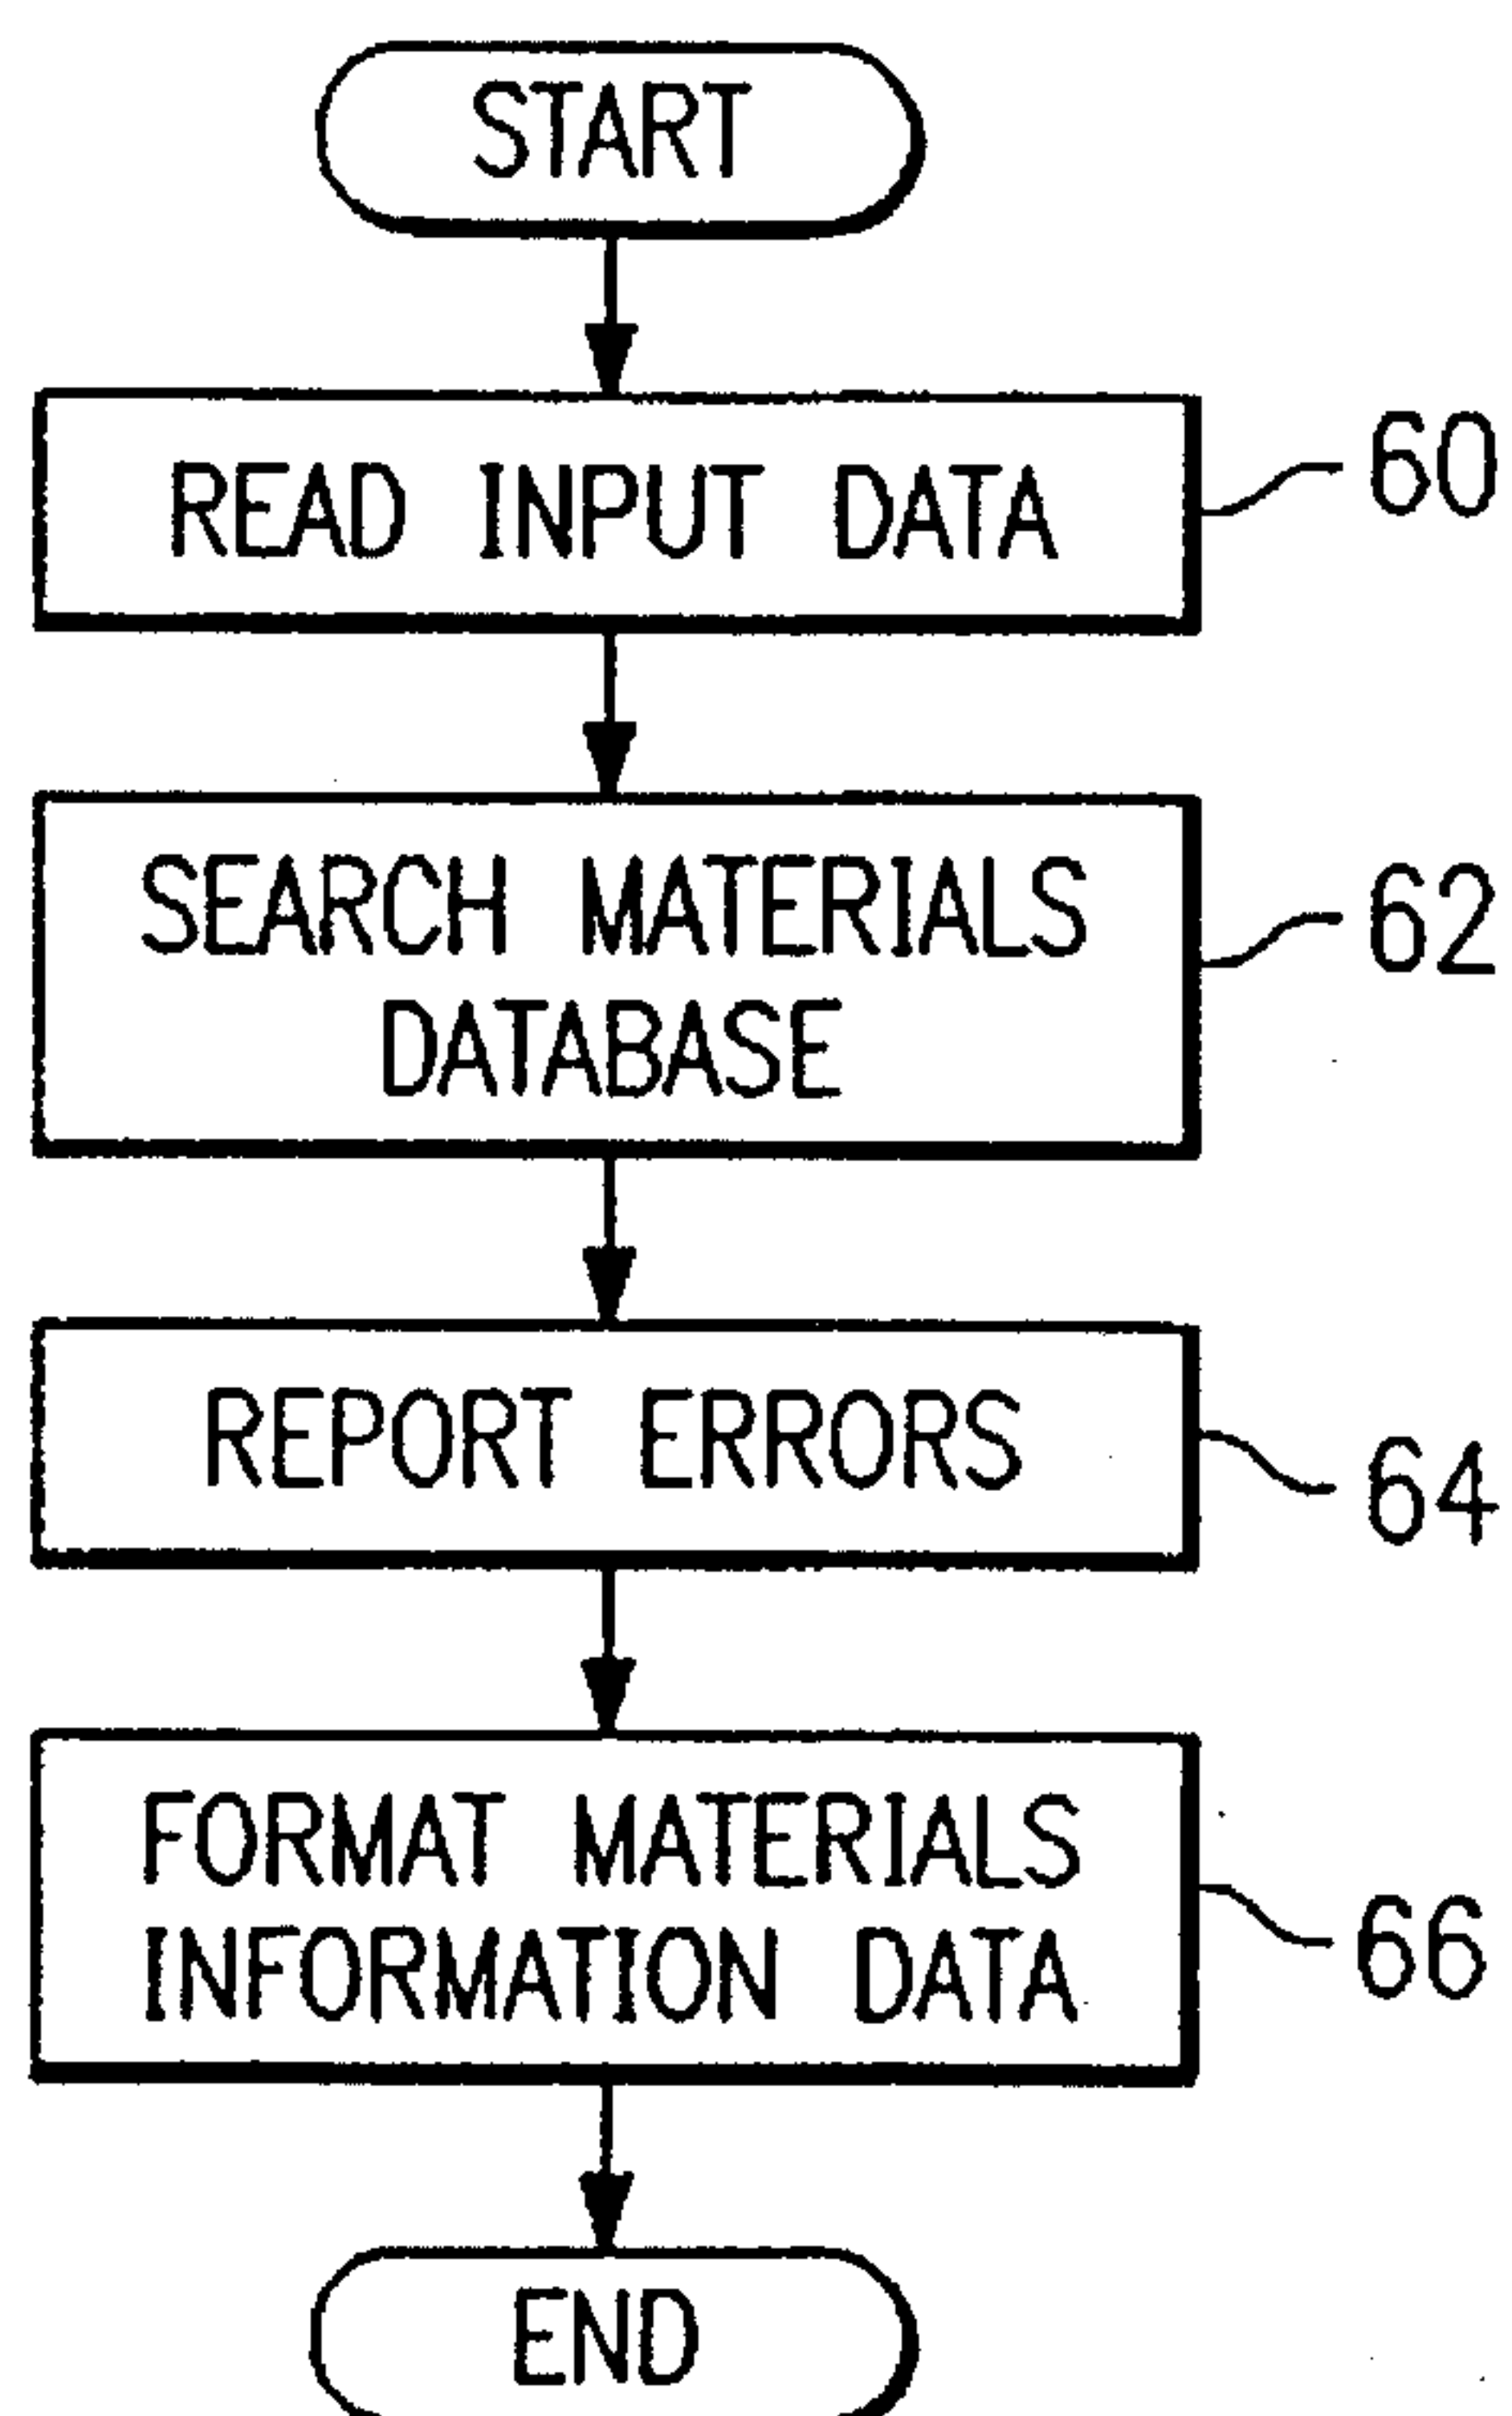 START
READ INPUT DATA
60
SEARCH MATERIALS
DATABASE
62
REPORT ERRORS
64
FORMAT MATERIALS
INFORMATION DATA
66
END